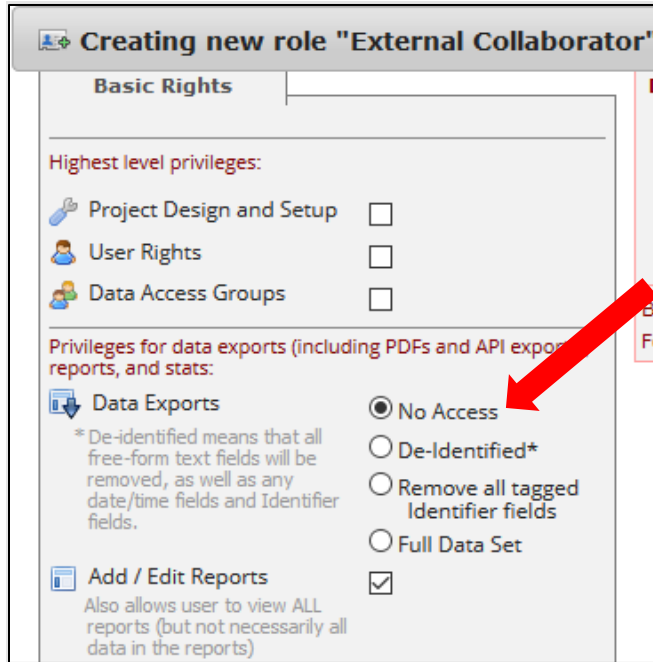 Creating new role "External Collaborator"
Basic Rights
Highest level privileges:
Project Design and Setup
User Rights
Data Access Groups
Privileges for data exports (including PDFs and API
reports, and stats:
Data Exports
No Access
* De-identified means that all
free-form text fields will be
removed, as well as any
date/time fields and Identifier
fields.
De-Identified*
Remove all tagged
Identifier fields
Full Data Set
Add / Edit Reports
Also allows user to view ALL
reports (but not necessarily all
data in the reports)